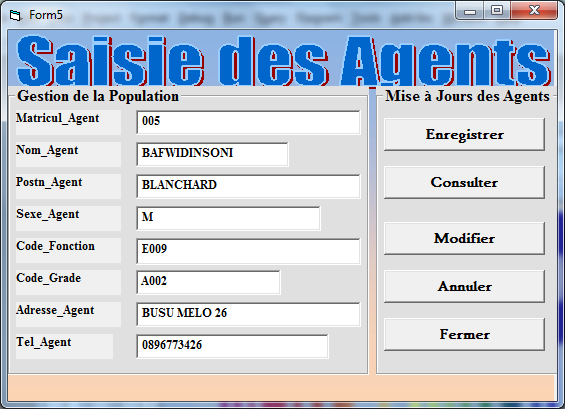 Form5
Saisie des Agents
Gestion de la Population
Matricul_Agent 005
Nom_Agent BAFWIDINSONI
Postn_Agent BLANCHARD
Sexe_Agent M
Code_Fonction E009
Code_Grade A002
Adresse_Agent BUSU MELO 26
Tel_Agent 0896773426
Mise à Jours des Agents
Enregistrer
Consulter
Modifier
Annuler
Fermer